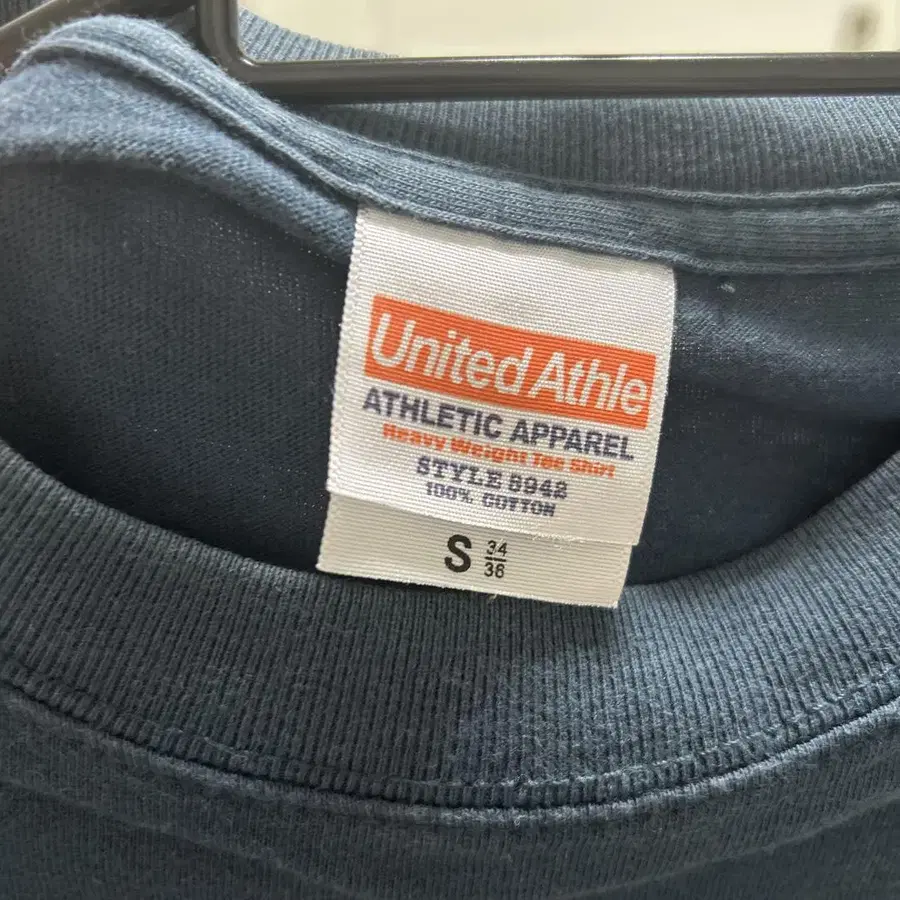 United Athle
ATHLETIC APPAREL
Heavy Weight Tee Shirt
STYLE 5942
100% COTTON
S 34
36